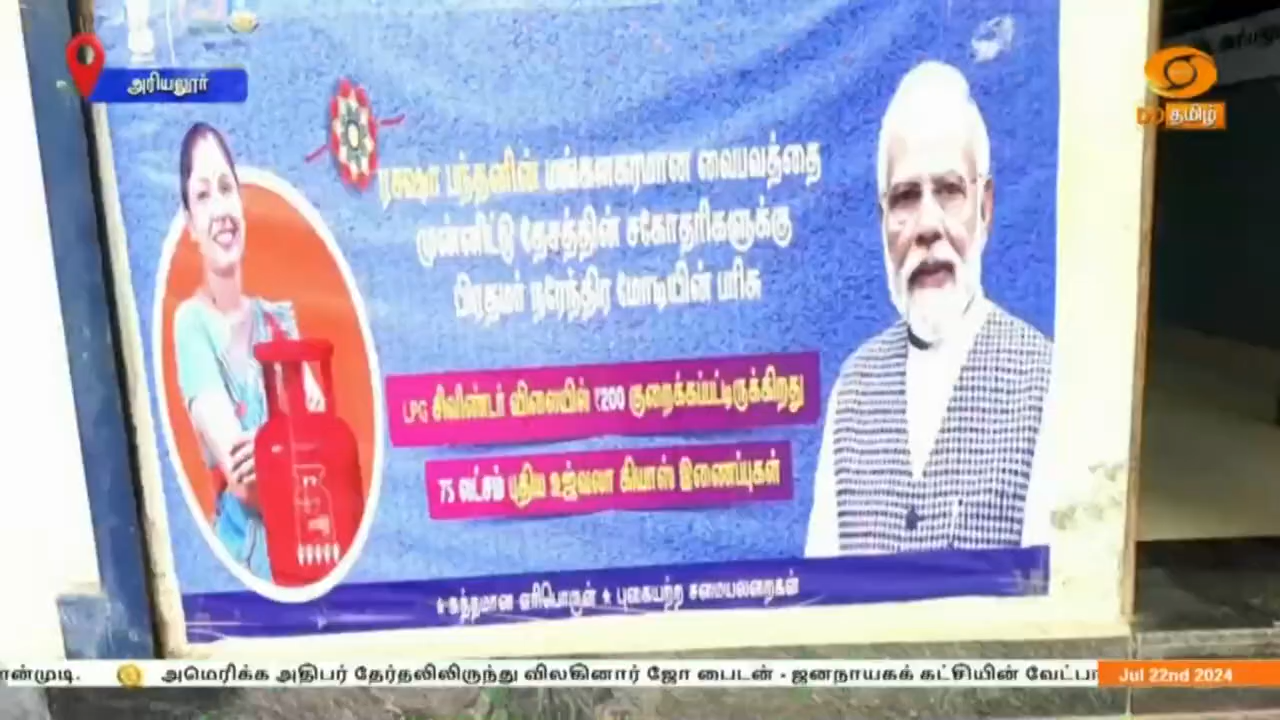 அரியலூர்
DD தமிழ்
ரக்ஷா பந்தனின் மங்களகரமான வைபவத்தை
முன்னிட்டு தேசத்தின் சகோதரிகளுக்கு
பிரதமர் நரேந்திர மோடியின் பரிசு
LPG சிலிண்டர் விலையில் ₹200 குறைக்கப்பட்டிருக்கிறது
75 லட்சம் புதிய உஜ்வலா கியாஸ் இணைப்புகள்
★ சுத்தமான எரிபொருள் ★ புகையற்ற சமையலறைகள்
அமெரிக்க அதிபர் தேர்தலிலிருந்து விலகினார் ஜோ பைடன் - ஜனநாயகக் கட்சியின்
Jul 22nd 2024